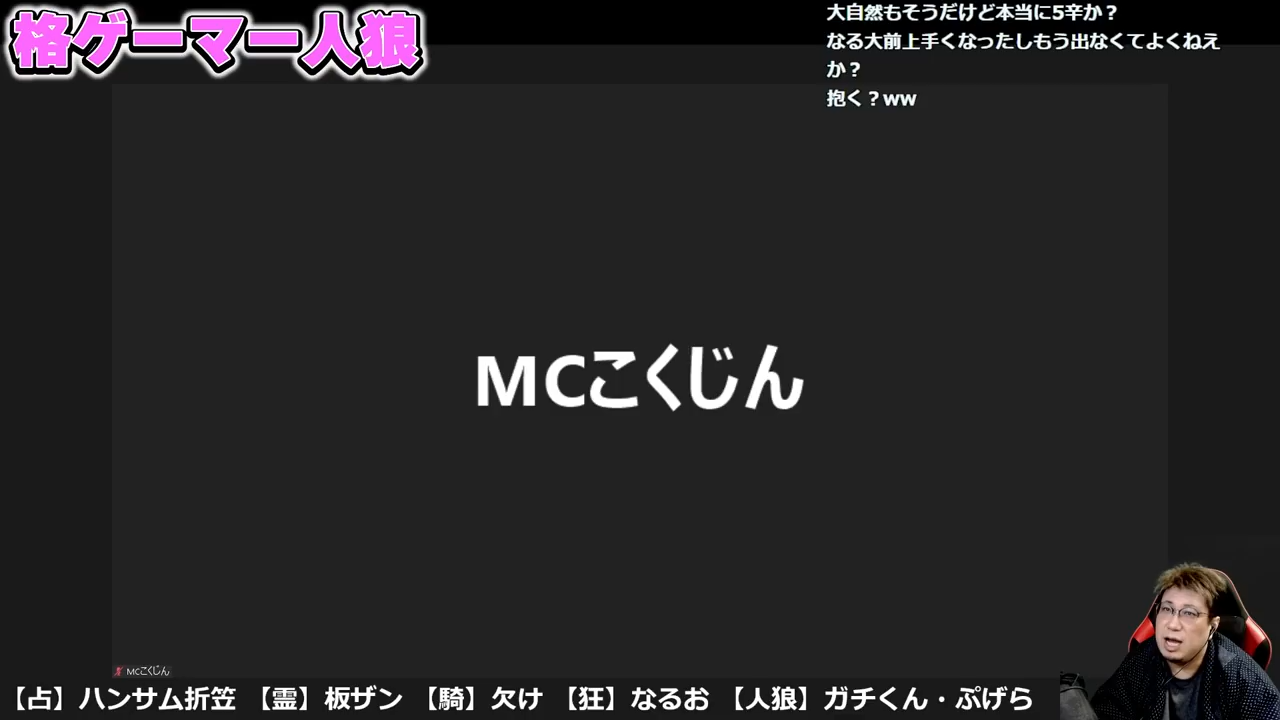 格ゲーマー人狼
大自然もそうだけど本当に5辛か？
なる大前上手くなったしもう出なくてよくねえ
か？
抱く？ww
MCこくじん
MCこくじん
【占】ハンサム折笠 【霊】板ザン 【騎】欠け 【狂】なるお 【人狼】ガチくん・ぷげら